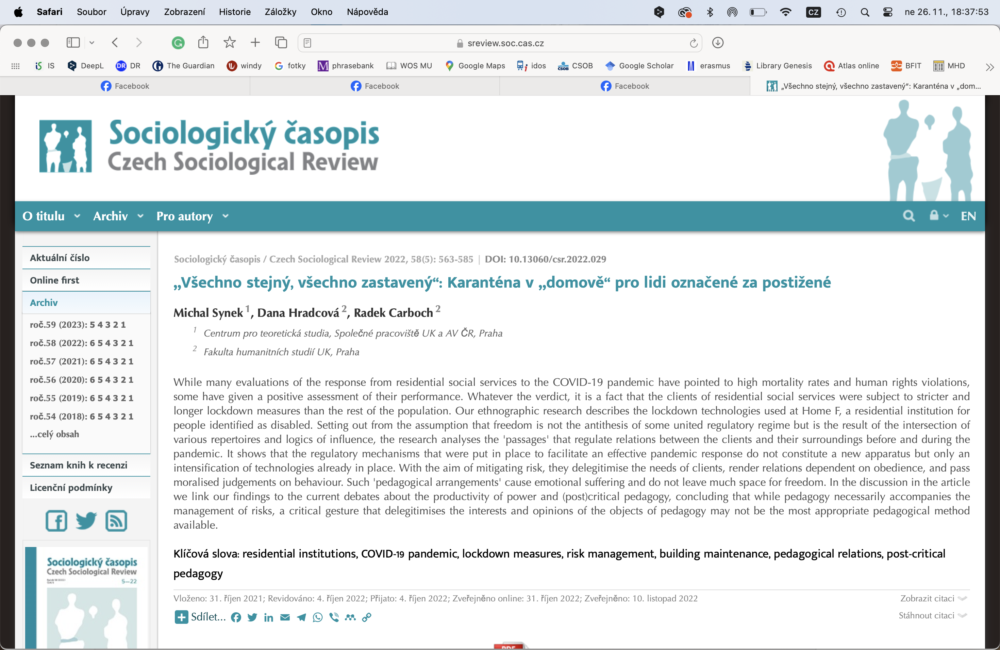 Safari Soubor Úpravy Zobrazení Historie Záložky Okno Nápověda CZ ne 26. 11., 18:37:53
sreview.soc.cas.cz
IS DeepL DR DR The Guardian windy fotky phrasebank WOS MU Google Maps idos ČSOB CSOB Google Scholar erasmus Library Genesis Atlas online BFIT MHD
Facebook Facebook Facebook „Všechno stejný, všechno zastavený“: Karanténa v „dom...
Sociologický časopis
Czech Sociological Review
O titulu Archiv Pro autory EN
Aktuální číslo
Online first
Archiv
roč.59 (2023): 5 4 3 2 1
roč.58 (2022): 6 5 4 3 2 1
roč.57 (2021): 6 5 4 3 2 1
roč.56 (2020): 6 5 4 3 2 1
roč.55 (2019): 6 5 4 3 2 1
roč.54 (2018): 6 5 4 3 2 1
...celý obsah
Seznam knih k recenzi
Licenční podmínky
Sociologický časopis
Czech Sociological Review
5—22
Sociologický časopis / Czech Sociological Review 2022, 58(5): 563-585 | DOI: 10.13060/csr.2022.029
„Všechno stejný, všechno zastavený“: Karanténa v „domově“ pro lidi označené za postižené
Michal Synek 1, Dana Hradcová 2, Radek Carboch 2
1 Centrum pro teoretická studia, Společné pracoviště UK a AV ČR, Praha
2 Fakulta humanitních studií UK, Praha
While many evaluations of the response from residential social services to the COVID-19 pandemic have pointed to high mortality rates and human rights violations,
some have given a positive assessment of their performance. Whatever the verdict, it is a fact that the clients of residential social services were subject to stricter and
longer lockdown measures than the rest of the population. Our ethnographic research describes the lockdown technologies used at Home F, a residential institution for
people identified as disabled. Setting out from the assumption that freedom is not the antithesis of some united regulatory regime but is the result of the intersection of
various repertoires and logics of influence, the research analyses the 'passages' that regulate relations between the clients and their surroundings before and during the
pandemic. It shows that the regulatory mechanisms that were put in place to facilitate an effective pandemic response do not constitute a new apparatus but only an
intensification of technologies already in place. With the aim of mitigating risk, they delegitimise the needs of clients, render relations dependent on obedience, and pass
moralised judgements on behaviour. Such 'pedagogical arrangements' cause emotional suffering and do not leave much space for freedom. In the discussion in the article
we link our findings to the current debates about the productivity of power and (post)critical pedagogy, concluding that while pedagogy necessarily accompanies the
management of risks, a critical gesture that delegitimises the interests and opinions of the objects of pedagogy may not be the most appropriate pedagogical method
available.
Klíčová slova: residential institutions, COVID-19 pandemic, lockdown measures, risk management, building maintenance, pedagogical relations, post-critical
pedagogy
Vloženo: 31. říjen 2021; Revidováno: 4. říjen 2022; Přijato: 4. říjen 2022; Zveřejněno online: 31. říjen 2022; Zveřejněno: 10. listopad 2022 Zobrazit citaci
Sdílet... Stáhnout citaci